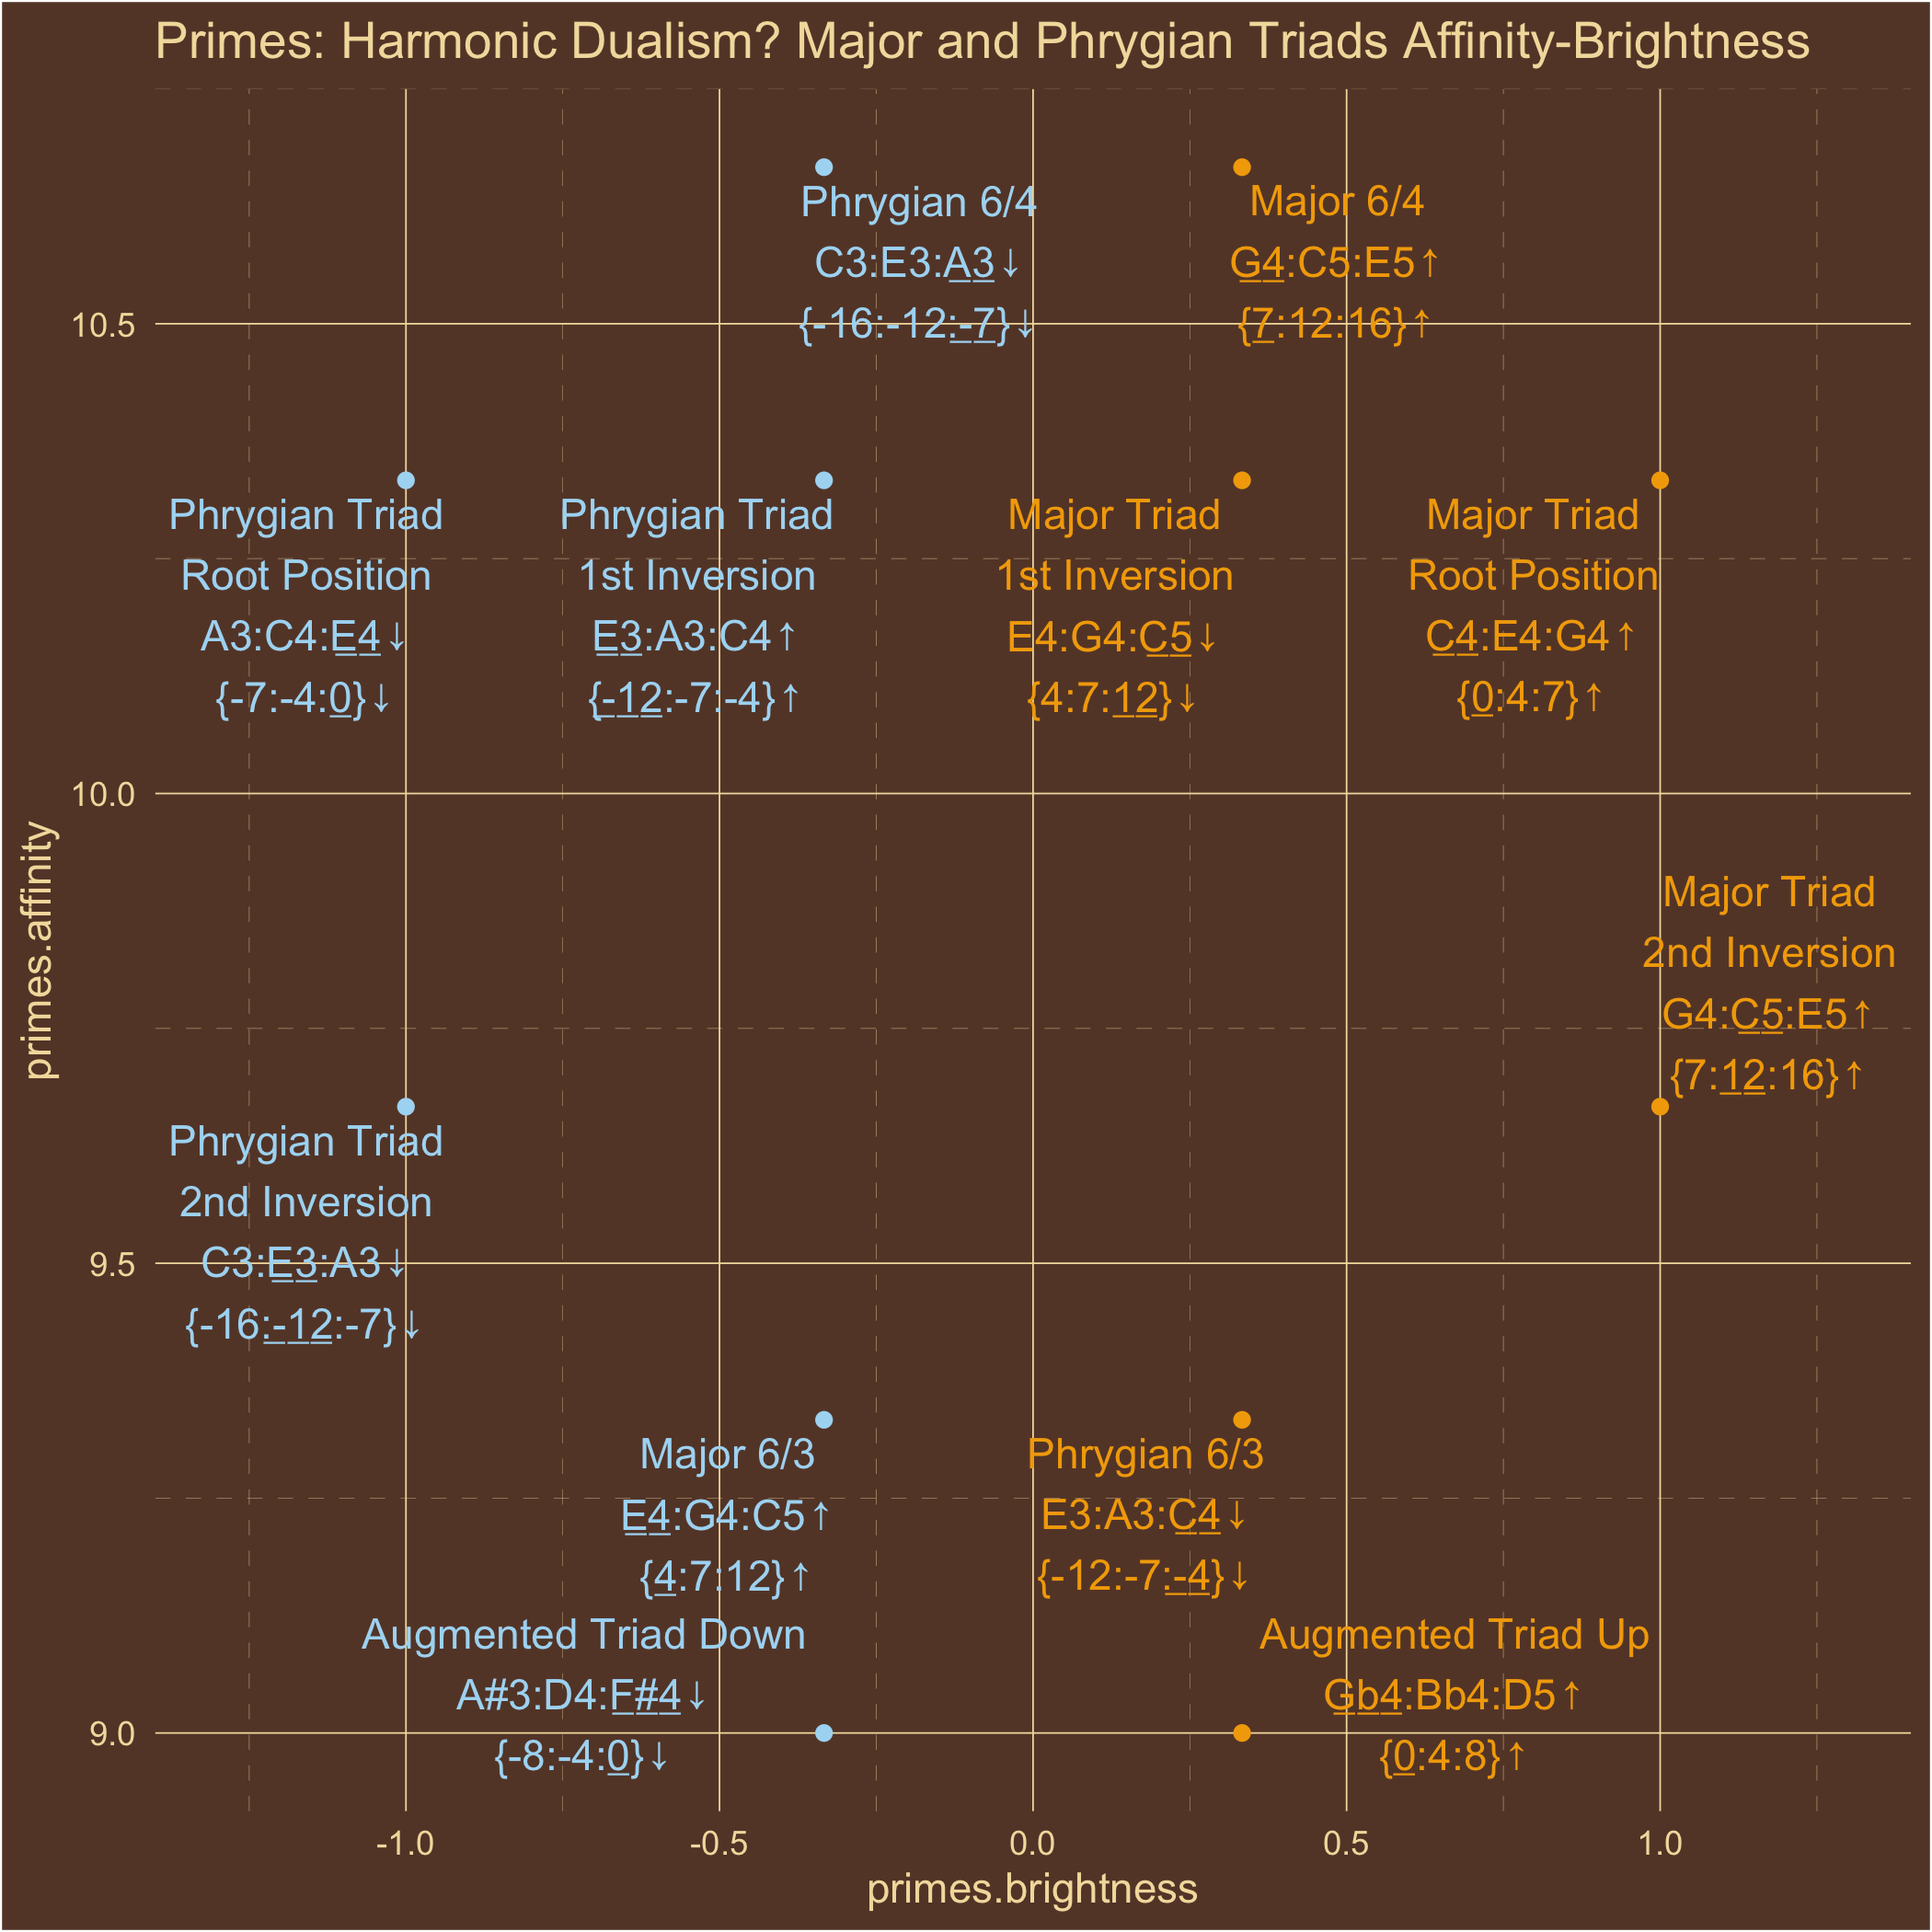 Primes: Harmonic Dualism? Major and Phrygian Triads Affinity-Brightness
Phrygian 6/4
C3:E3:A3↓
{-16:-12:-7}↓
Major 6/4
G4:C5:E5↑
{7:12:16}↑
10.5
Phrygian Triad
Root Position
A3:C4:E4↓
{-7:-4:0}↓
Phrygian Triad
1st Inversion
E3:A3:C4↑
{-12:-7:-4}↑
Major Triad
1st Inversion
E4:G4:C5↓
{4:7:12}↓
Major Triad
Root Position
C4:E4:G4↑
{0:4:7}↑
10.0
primes.affinity
Major Triad
2nd Inversion
G4:C5:E5↑
{7:12:16}↑
Phrygian Triad
2nd Inversion
C3:E3:A3↓
{-16:-12:-7}↓
9.5
Major 6/3
E4:G4:C5↑
{4:7:12}↑
Phrygian 6/3
E3:A3:C4↓
{-12:-7:-4}↓
Augmented Triad Down
A#3:D4:F#4↓
{-8:-4:0}↓
Augmented Triad Up
Gb4:Bb4:D5↑
{0:4:8}↑
9.0
-1.0
-0.5
0.0
0.5
1.0
primes.brightness